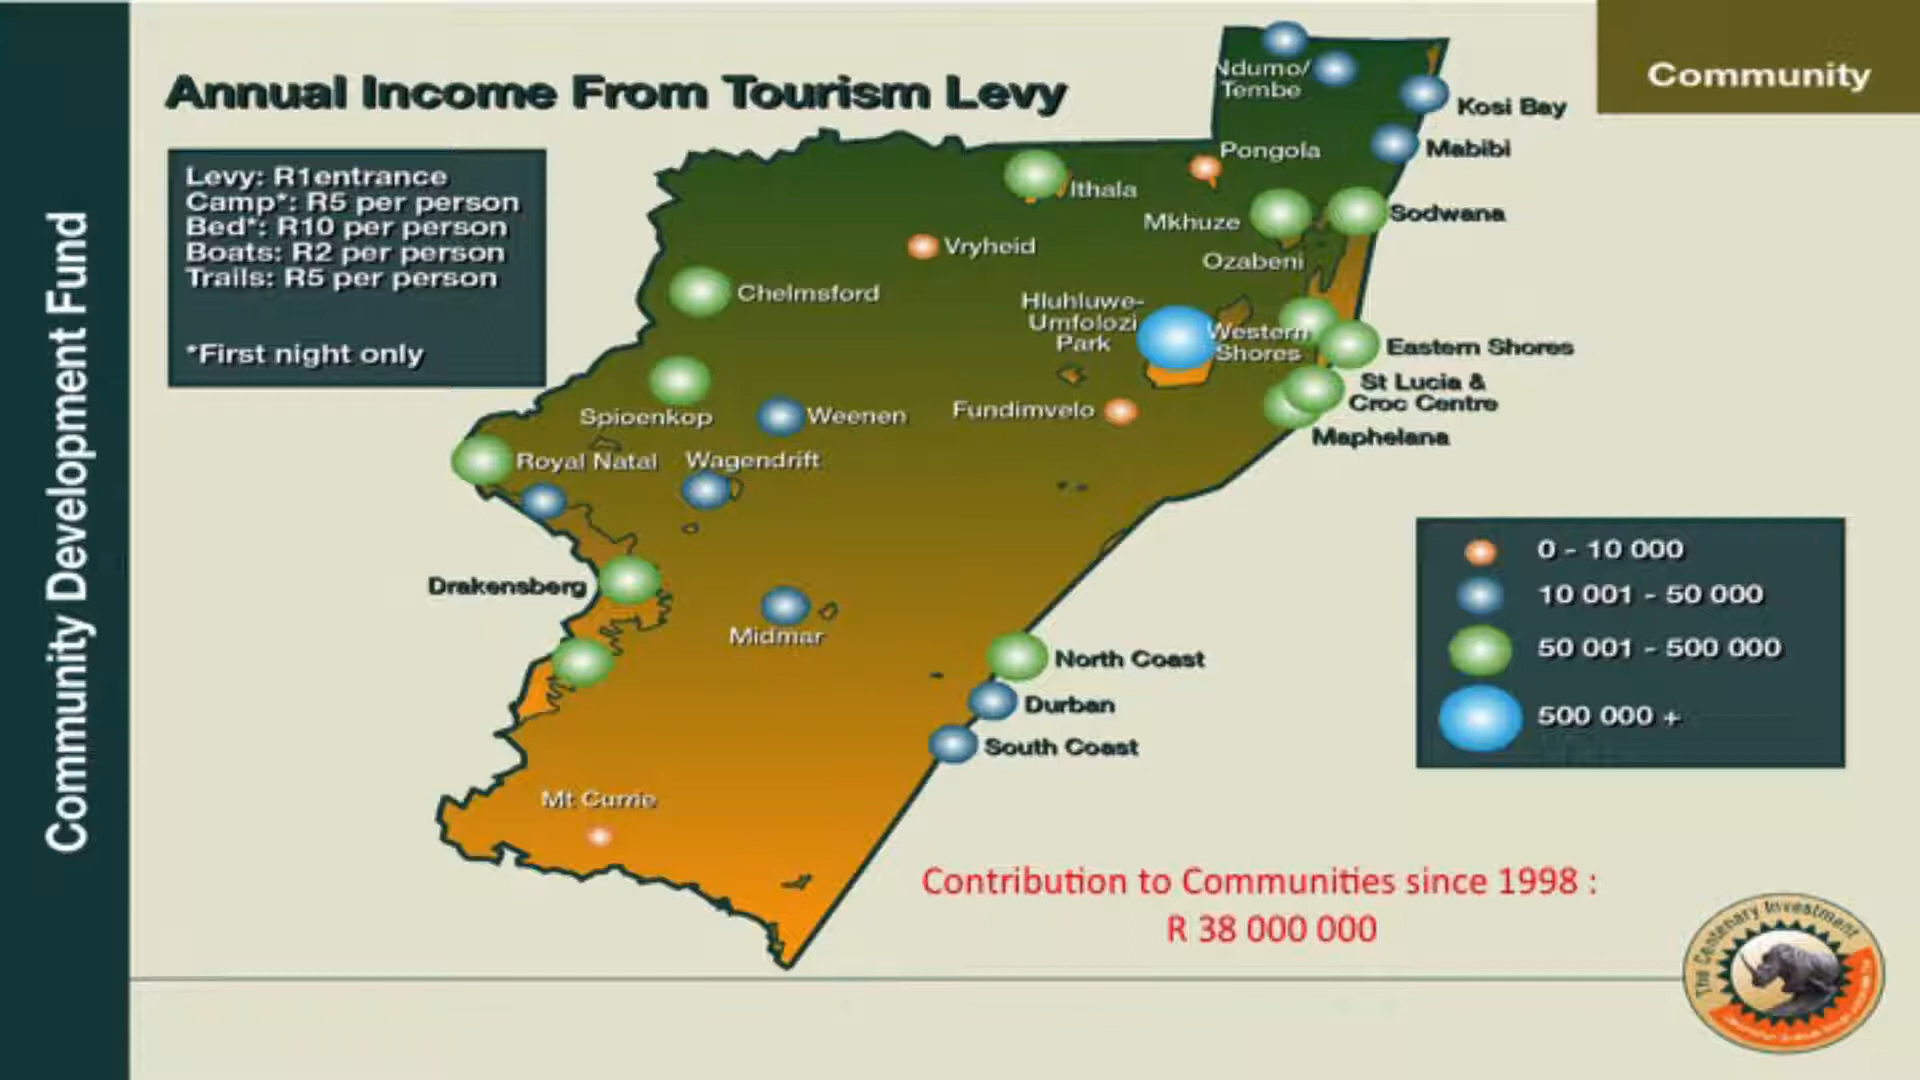 Community Development Fund
Annual Income From Tourism Levy
Community
Levy: R1entrance
Camp*: R5 per person
Bed*: R10 per person
Boats: R2 per person
Trails: R5 per person
*First night only
Ndumo/
Tembe
Kosi Bay
Mabibi
Pongola
Ithala
Mkhuze
Sodwana
Vryheid
Ozabeni
Chelmsford
Hluhluwe-
Umfolozi
Park
Western
Shores
Eastern Shores
St Lucia &
Croc Centre
Maphelana
Fundimvelo
Spioenkop
Weenen
Royal Natal
Wagendrift
Drakensberg
Midmar
North Coast
Durban
South Coast
Mt Currie
0 - 10 000
10 001 - 50 000
50 001 - 500 000
500 000 +
Contribution to Communities since 1998 :
R 38 000 000
The Centenary Investment